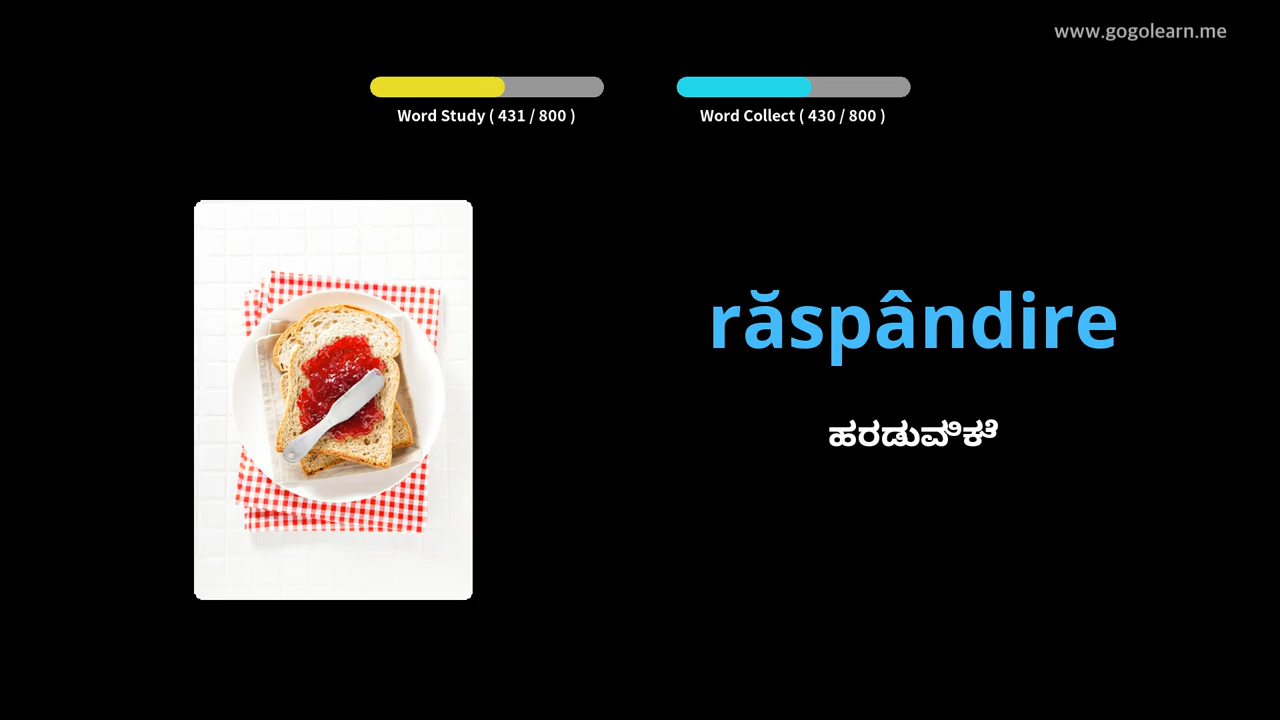 www.gogolearn.me
Word Study ( 431 / 800 )
Word Collect ( 430 / 800 )
răspândire
ಹರಡುವಿಕೆ